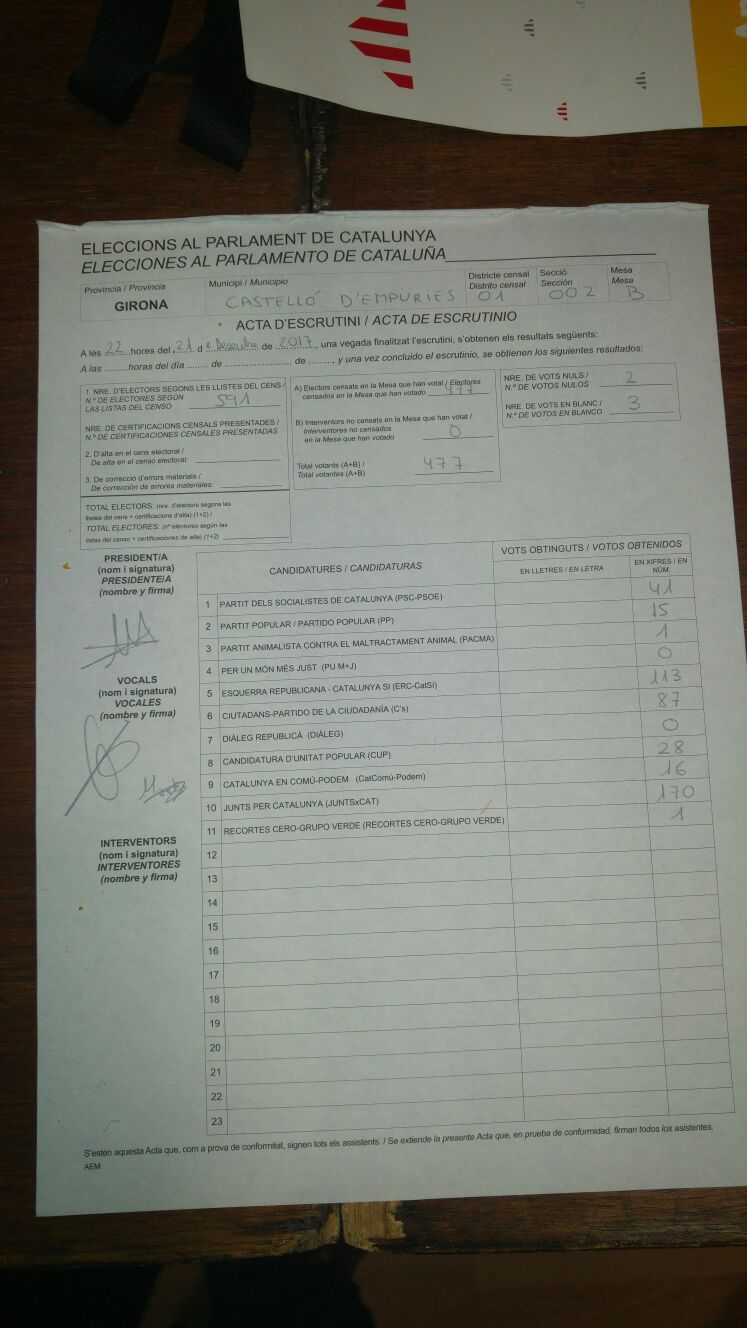 ELECCIONS AL PARLAMENT DE CATALUNYA
ELECCIONES AL PARLAMENTO DE CATALUÑA
Província / Provincia
GIRONA
Municipi / Municipio
CASTELLÓ D'EMPÚRIES
Districte censal
Distrito censal
01
Secció
Sección
002
Mesa
Mesa
B
ACTA D'ESCRUTINI / ACTA DE ESCRUTINIO
A les 22 hores del 21 d e Desembre de 2017, una vegada finalitzat l'escrutini, s'obtenen els resultats següents:
A las .........horas del día ........ de ........................ de ........., y una vez concluido el escrutinio, se obtienen los siguientes resultados:
1. NRE. D'ELECTORS SEGONS LES LLISTES DEL CENS /
N.º DE ELECTORES SEGÚN
LAS LISTAS DEL CENSO 591
NRE. DE CERTIFICACIONS CENSALS PRESENTADES /
N.º DE CERTIFICACIONES CENSALES PRESENTADAS
2. D'alta en el cens electoral /
De alta en el censo electoral:
3. De correcció d'errors materials /
De corrección de errores materiales:
TOTAL ELECTORS: (nre. d'electors segons les
llistes del cens + certificacions d'alta) (1+2) /
TOTAL ELECTORES: (nº electores según las
listas del censo + certificaciones de alta) (1+2)
A) Electors censats en la Mesa que han votat / Electores
censados en la Mesa que han votado 477
B) Interventors no censats en la Mesa que han votat /
Interventores no censados
en la Mesa que han votado 0
Total votants (A+B) /
Total votantes (A+B) 477
NRE. DE VOTS NULS /
N.º DE VOTOS NULOS 2
NRE. DE VOTS EN BLANC /
N.º DE VOTOS EN BLANCO 3
PRESIDENT/A
(nom i signatura)
PRESIDENTE/A
(nombre y firma)
VOCALS
(nom i signatura)
VOCALES
(nombre y firma)
INTERVENTORS
(nom i signatura)
INTERVENTORES
(nombre y firma)
CANDIDATURES / CANDIDATURAS
VOTS OBTINGUTS / VOTOS OBTENIDOS
EN LLETRES / EN LETRA
EN XIFRES / EN NÚM.
1 PARTIT DELS SOCIALISTES DE CATALUNYA (PSC-PSOE) 41
2 PARTIT POPULAR / PARTIDO POPULAR (PP) 15
3 PARTIT ANIMALISTA CONTRA EL MALTRACTAMENT ANIMAL (PACMA) 1
4 PER UN MÓN MÉS JUST (PU M+J) 0
5 ESQUERRA REPUBLICANA - CATALUNYA SI (ERC-CatSi) 113
6 CIUTADANS-PARTIDO DE LA CIUDADANÍA (C's) 87
7 DIÀLEG REPUBLICÀ (DIÀLEG) 0
8 CANDIDATURA D'UNITAT POPULAR (CUP) 28
9 CATALUNYA EN COMÚ-PODEM (CatComú-Podem) 16
10 JUNTS PER CATALUNYA (JUNTSxCAT) 170
11 RECORTES CERO-GRUPO VERDE (RECORTES CERO-GRUPO VERDE) 1
12
13
14
15
16
17
18
19
20
21
22
23
S'estén aquesta Acta que, com a prova de conformitat, signen tots els assistents. / Se extiende la presente Acta que, en prueba de conformidad, firman todos los asistentes.
AEM